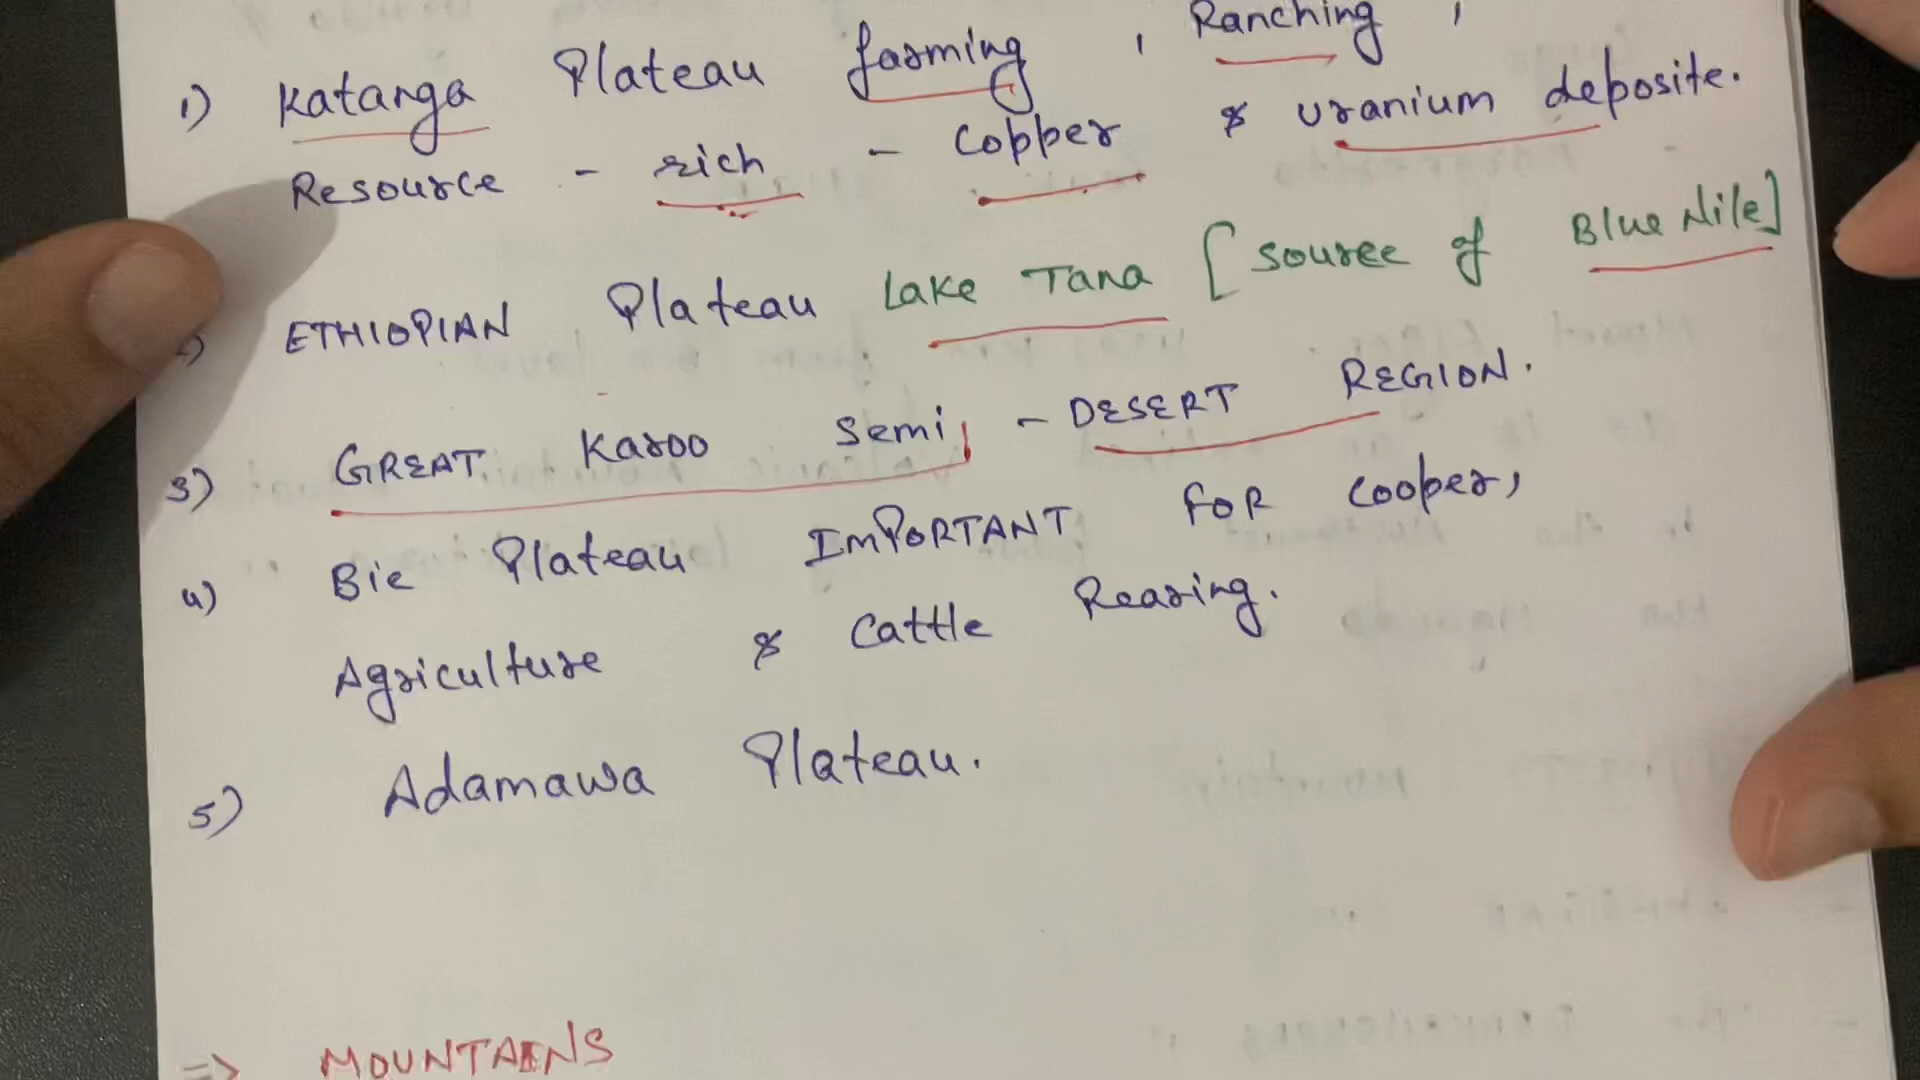 1) Katanga Plateau farming , Ranching ,
Resource - rich - Copper & uranium deposite.
2) ETHIOPIAN Plateau Lake Tana [source of Blue Nile]
3) GREAT Karoo Semi - DESERT REGION.
4) Bie Plateau IMPORTANT FOR Cooper,
Agriculture & Cattle Rearing.
5) Adamawa Plateau.
=> MOUNTAINS